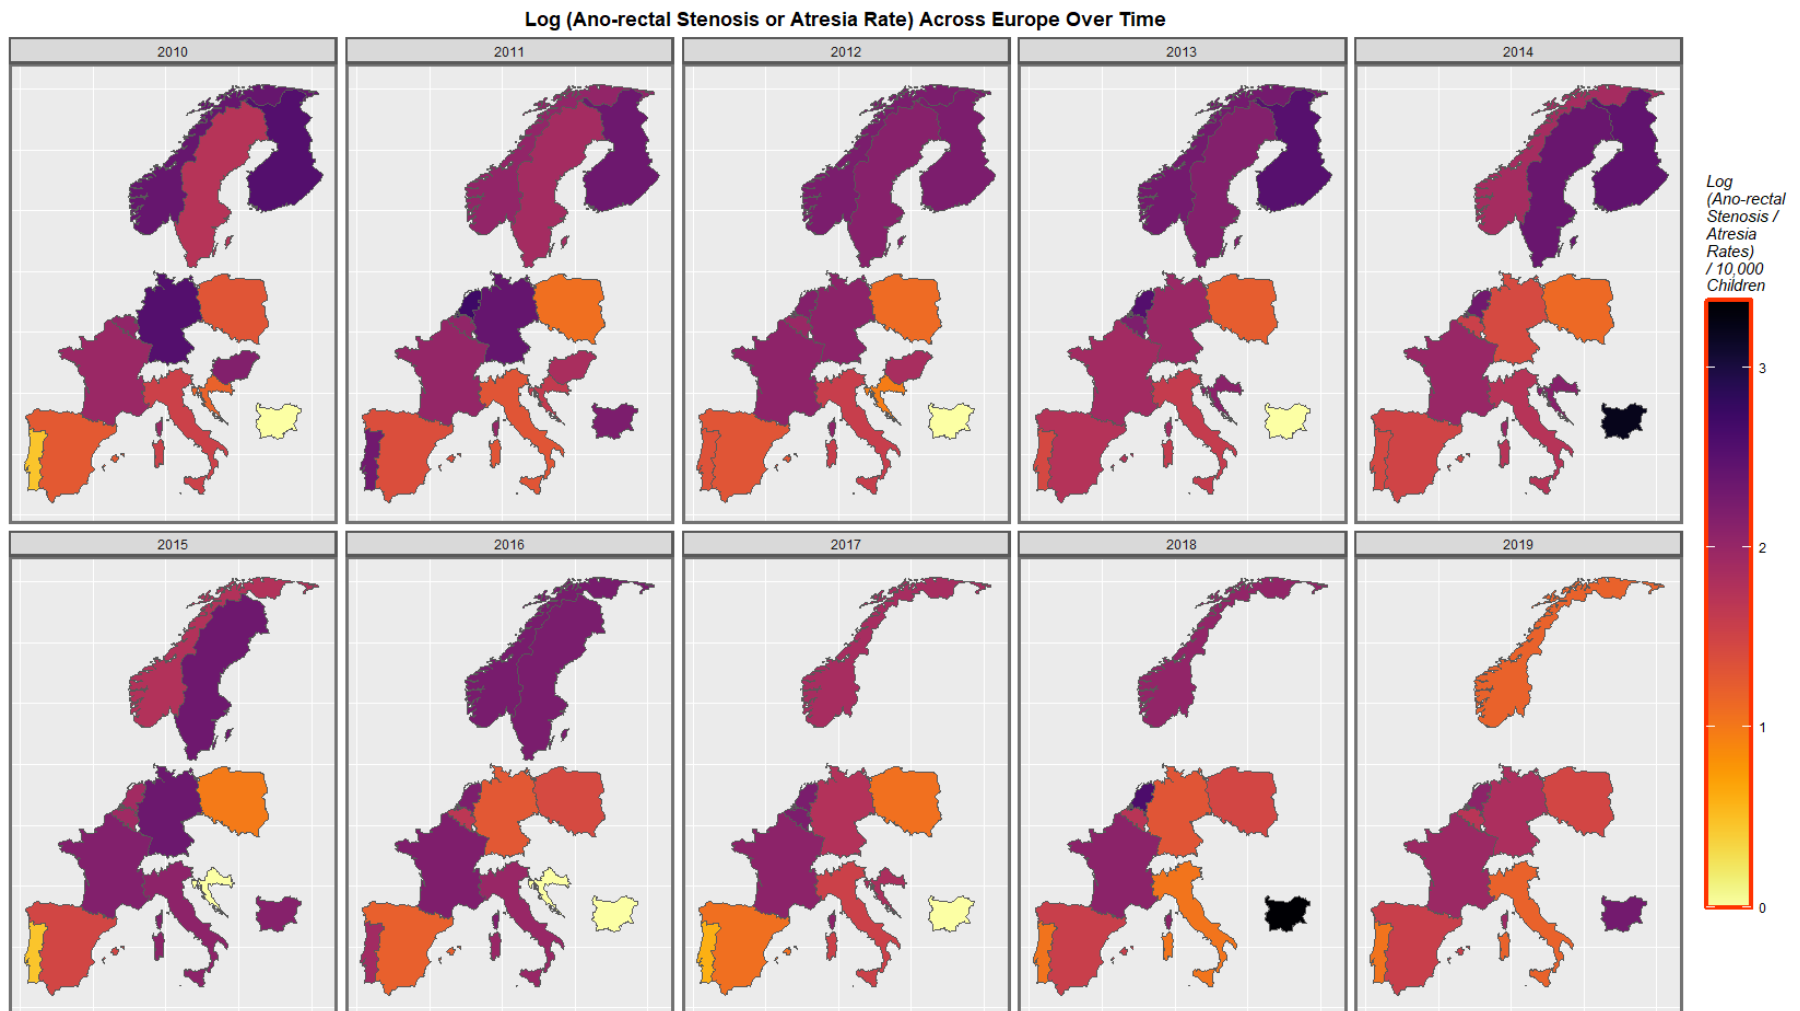 Log (Ano-rectal Stenosis or Atresia Rate) Across Europe Over Time
2010
2011
2012
2013
2014
2015
2016
2017
2018
2019
Log
(Ano-rectal
Stenosis /
Atresia
Rates)
/ 10,000
Children
3
2
1
0